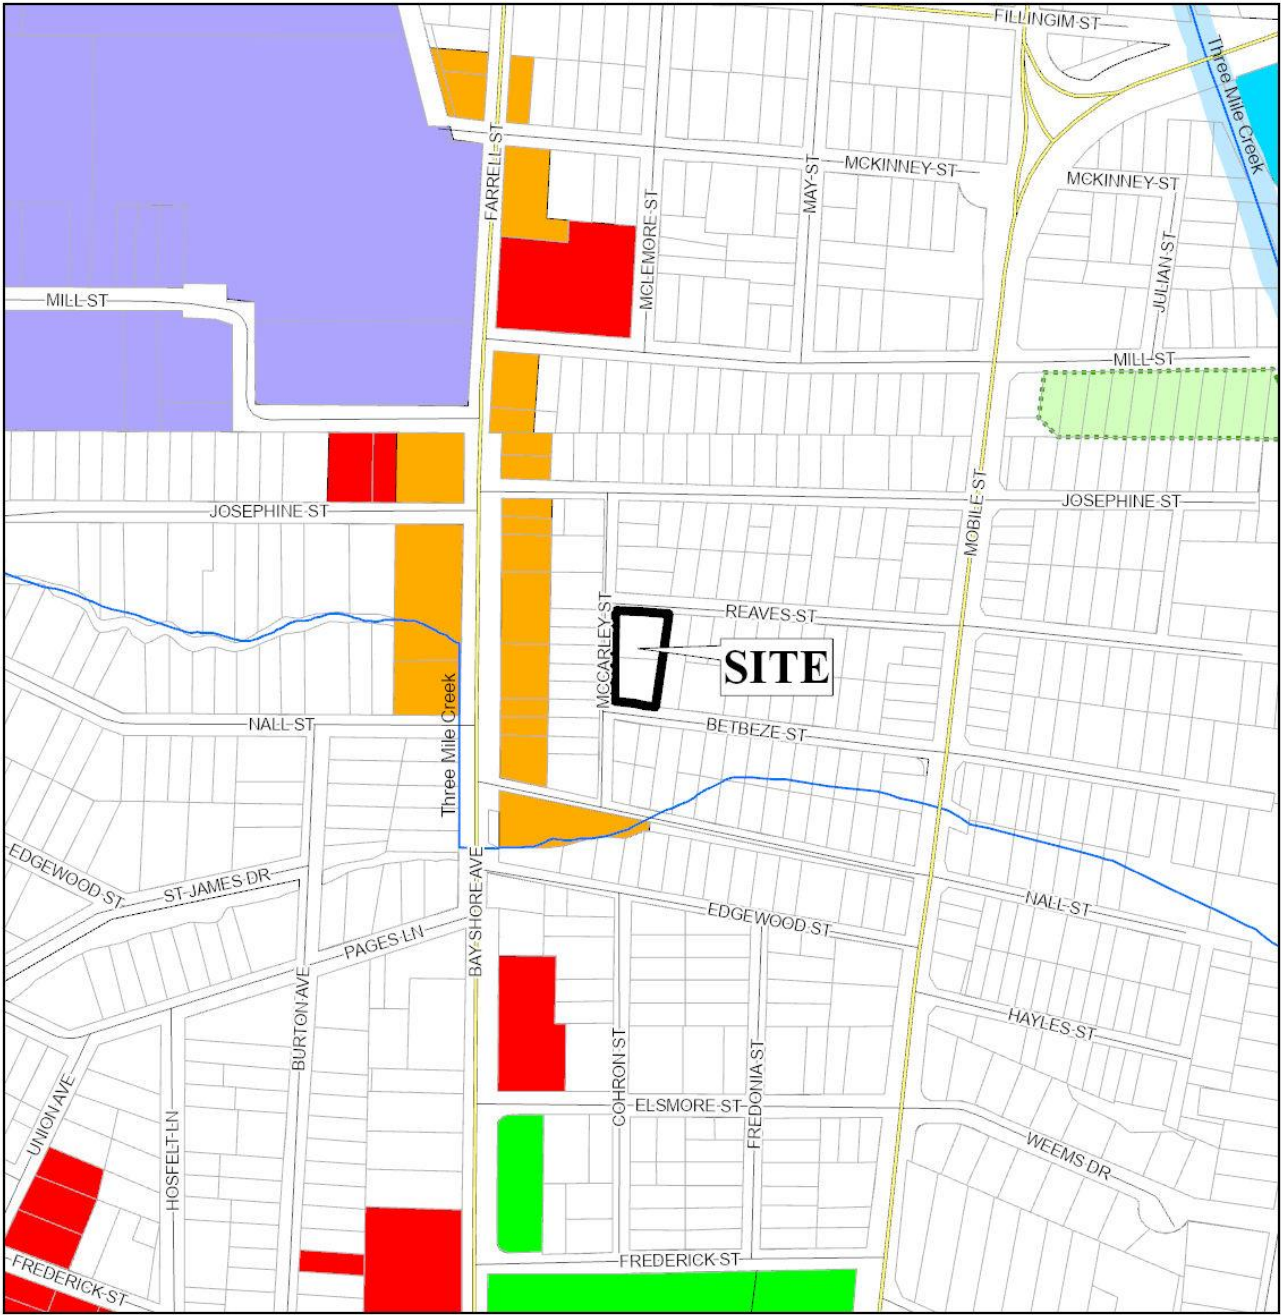 FILLINGIM ST
Three Mile Creek
FARRELL ST
MCKINNEY ST
MCKINNEY ST
MAY ST
MCLEMORE ST
JULIAN ST
MILL ST
MILL ST
JOSEPHINE ST
JOSEPHINE ST
MOBILE ST
REAVES ST
MCCARLEY ST
SITE
BETBEZE ST
NALL ST
Three Mile Creek
EDGEWOOD ST
ST JAMES DR
BAY SHORE AVE
EDGEWOOD ST
NALL ST
PAGES LN
BURTON AVE
HAYLES ST
COHRON ST
FREDONIA ST
UNION AVE
HOSFELT LN
ELSMORE ST
WEEMS DR
FREDERICK ST
FREDERICK ST